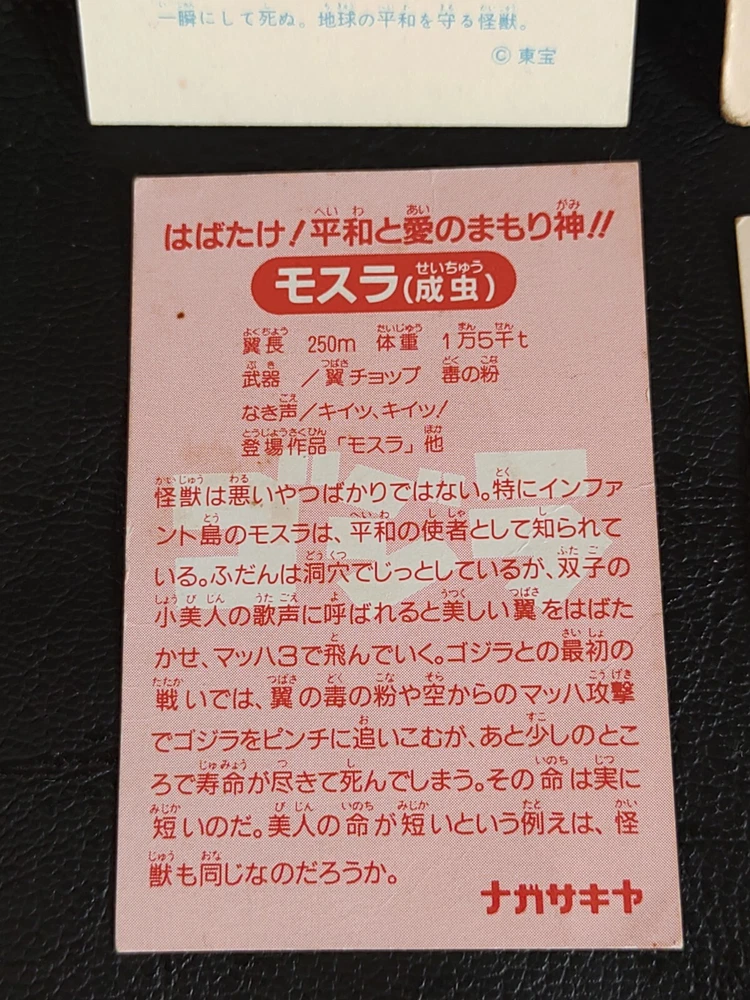 一瞬にして死ぬ。地球の平和を守る怪獣。
© 東宝
はばたけ!平和と愛のまもり神!!
モスラ(成虫)
翼長 250m 体重 1万5千t
武器 /翼チョップ 毒の粉
なき声/キイッ、キイッ!
登場作品「モスラ」他
ゴジラ
怪獣は悪いやつばかりではない。特にインファ
ント島のモスラは、平和の使者として知られて
いる。ふだんは洞穴でじっとしているが、双子の
小美人の歌声に呼ばれると美しい翼をはばた
かせ、マッハ3で飛んでいく。ゴジラとの最初の
戦いでは、翼の毒の粉や空からのマッハ攻撃
でゴジラをピンチに追いこむが、あと少しのとこ
ろで寿命が尽きて死んでしまう。その命は実に
短いのだ。美人の命が短いという例えは、怪
獣も同じなのだろうか。
ナガサキヤ